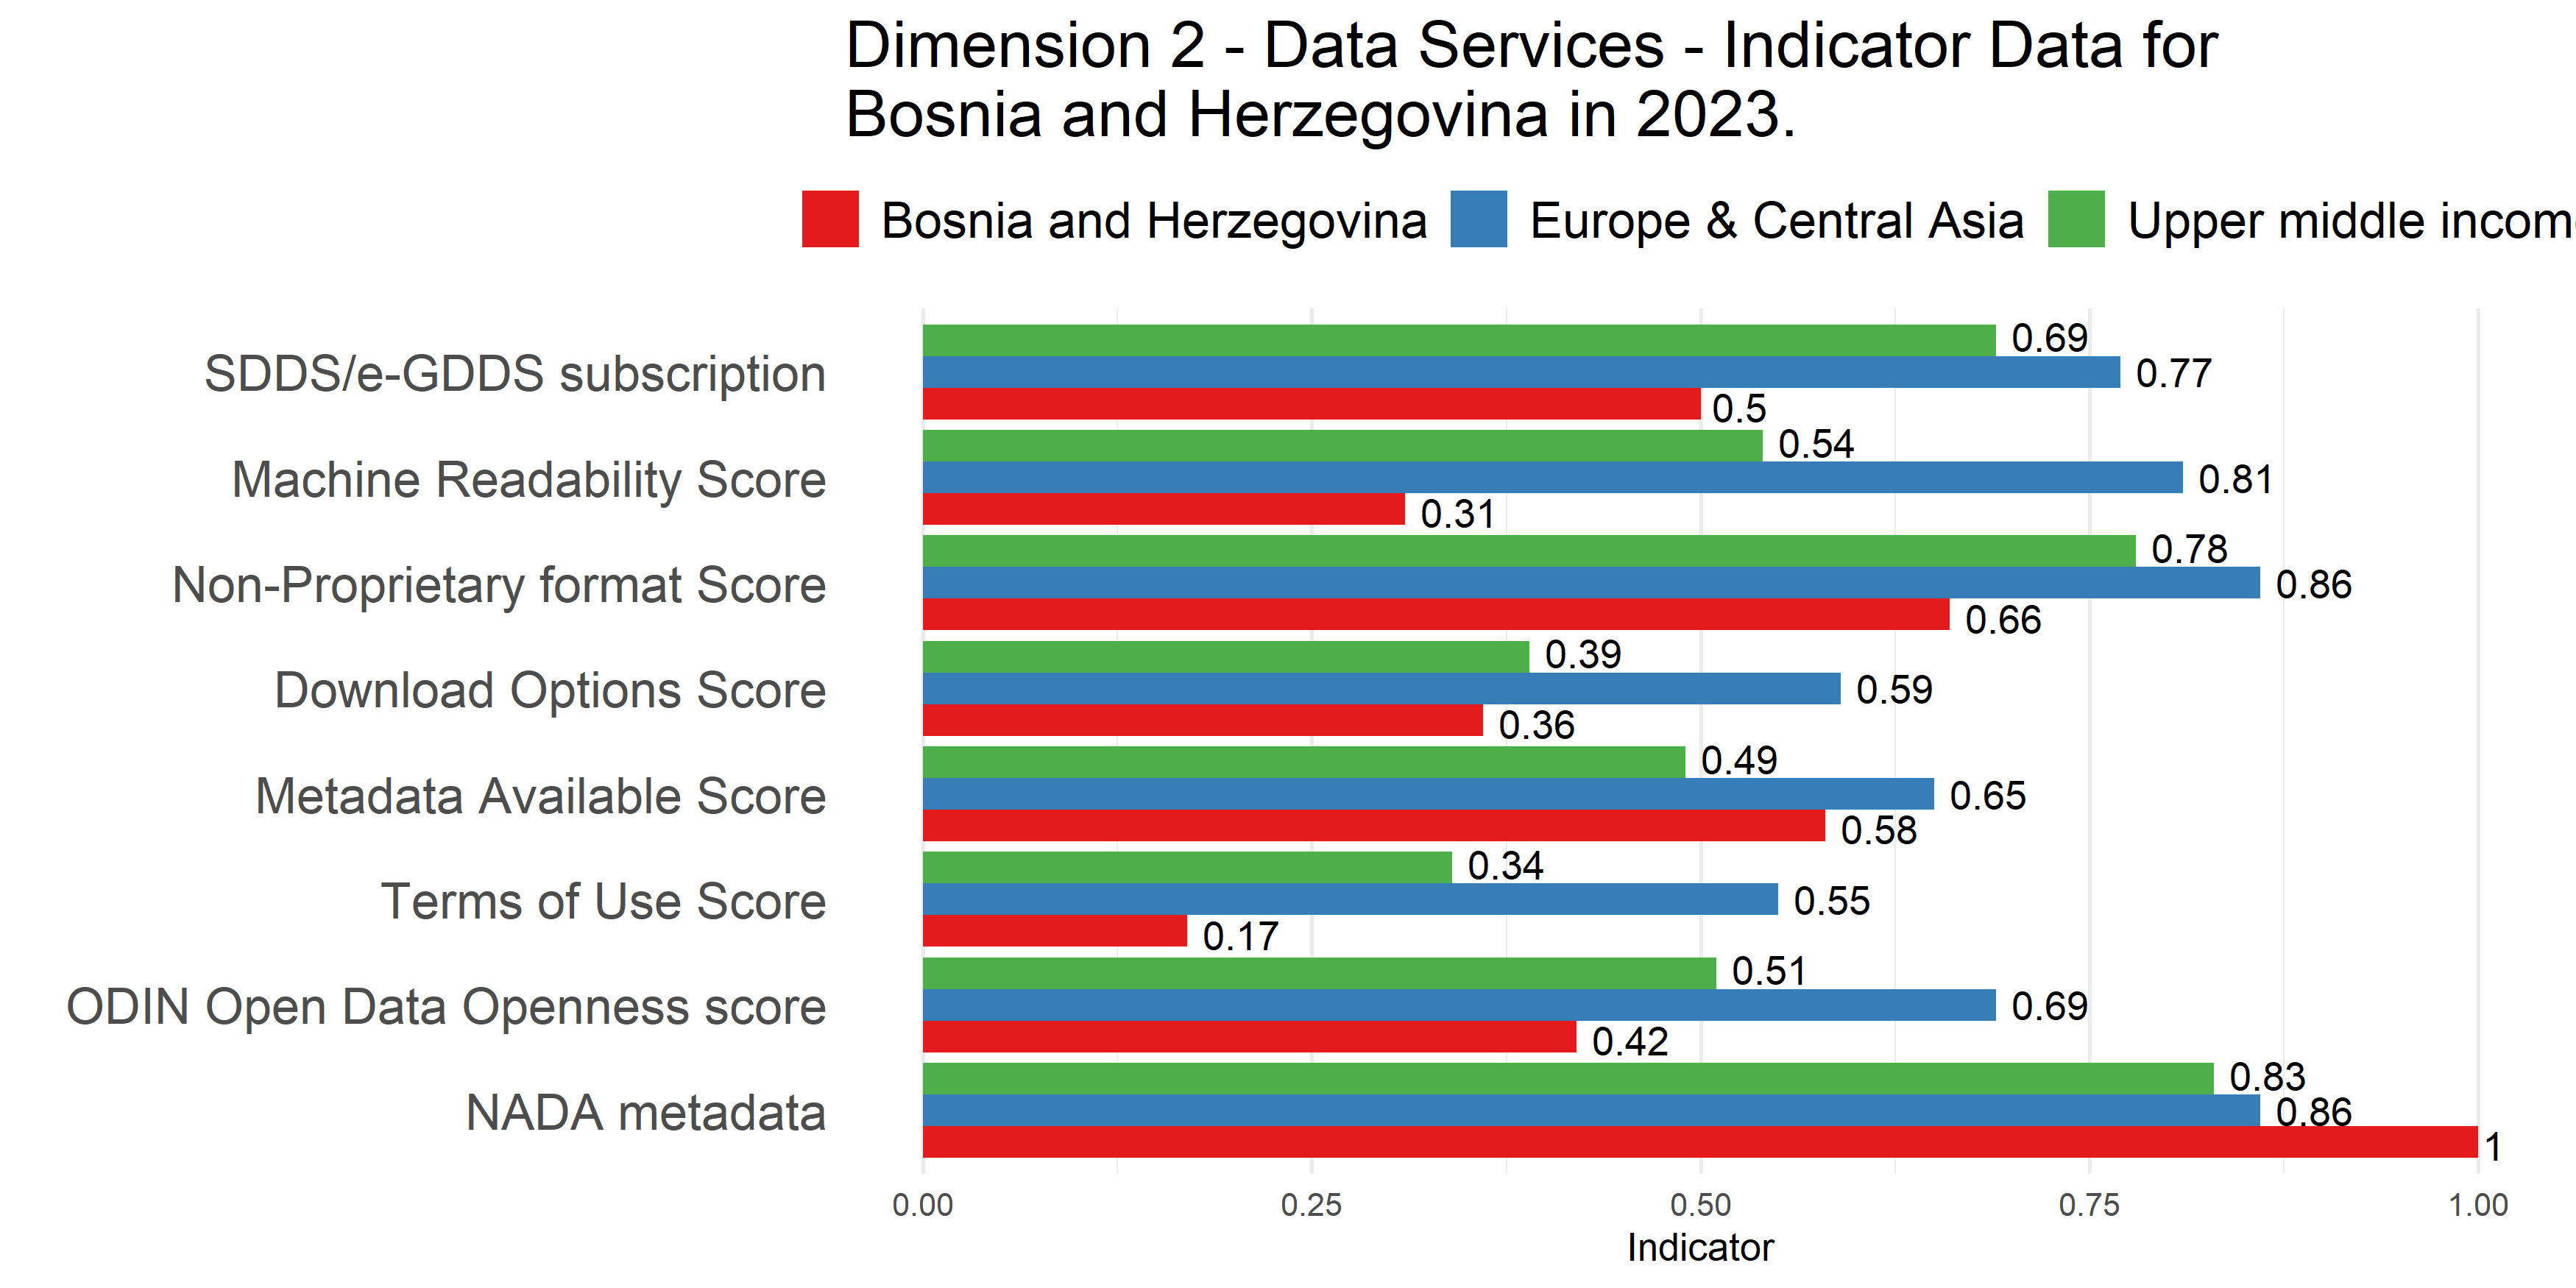 Dimension 2 - Data Services - Indicator Data for
Bosnia and Herzegovina in 2023.
Bosnia and Herzegovina Europe & Central Asia Upper middle incom
SDDS/e-GDDS subscription
0.69
0.77
0.5
Machine Readability Score
0.54
0.81
0.31
Non-Proprietary format Score
0.78
0.86
0.66
Download Options Score
0.39
0.59
0.36
Metadata Available Score
0.49
0.65
0.58
Terms of Use Score
0.34
0.55
0.17
ODIN Open Data Openness score
0.51
0.69
0.42
NADA metadata
0.83
0.86
1
0.00 0.25 0.50 0.75 1.00
Indicator